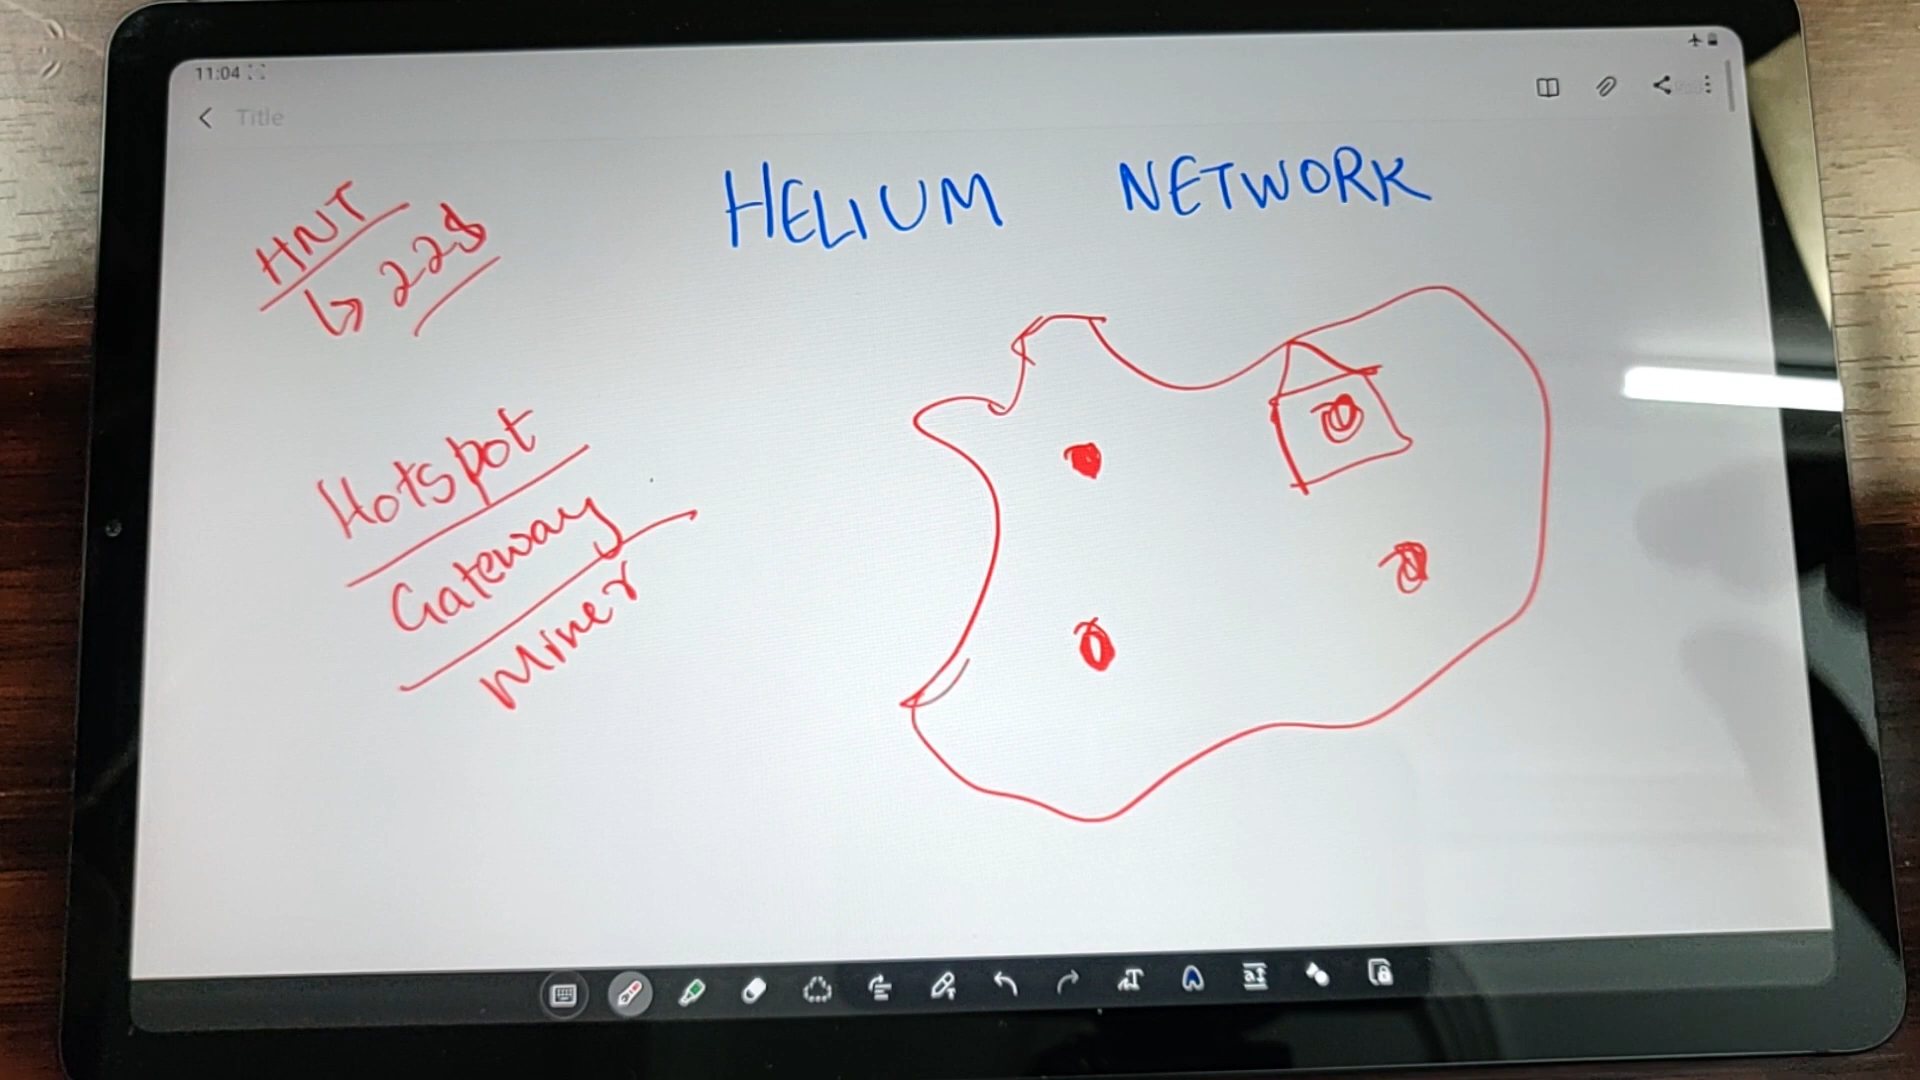 11:04
Title
HELIUM NETWORK
HNT
↳ 22$
Hotspot
Gateway
Miner